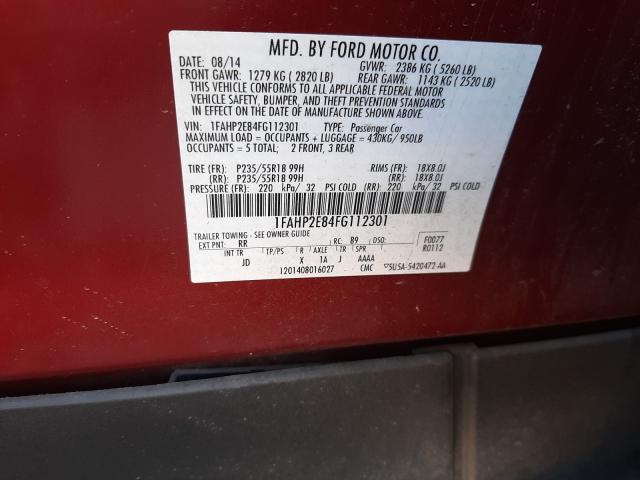 MFD. BY FORD MOTOR CO.
DATE: 08/14 GVWR: 2386 KG ( 5260 LB)
FRONT GAWR: 1279 KG ( 2820 LB) REAR GAWR: 1143 KG ( 2520 LB)
THIS VEHICLE CONFORMS TO ALL APPLICABLE FEDERAL MOTOR
VEHICLE SAFETY, BUMPER, AND THEFT PREVENTION STANDARDS
IN EFFECT ON THE DATE OF MANUFACTURE SHOWN ABOVE.
VIN: 1FAHP2E84FG112301 TYPE: Passenger Car
MAXIMUM LOAD = OCCUPANTS + LUGGAGE = 430KG/ 950LB
OCCUPANTS = 5 TOTAL: 2 FRONT, 3 REAR
TIRE (FR): P235/55R18 99H RIMS (FR): 18X8.0J
(RR): P235/55R18 99H (RR): 18X8.0J
PRESSURE (FR): 220 kPa/ 32 PSI COLD (RR): 220 kPa/ 32 PSI COLD
1FAHP2E84FG112301
TRAILER TOWING - SEE OWNER GUIDE
EXT PNT: RR RC: 89 DSO: F0077
INT TR TP/PS R AXLE TR SPR R0112
JD X 1A J AAAA
1201408016027 CMC 5U5A-5420472-AA